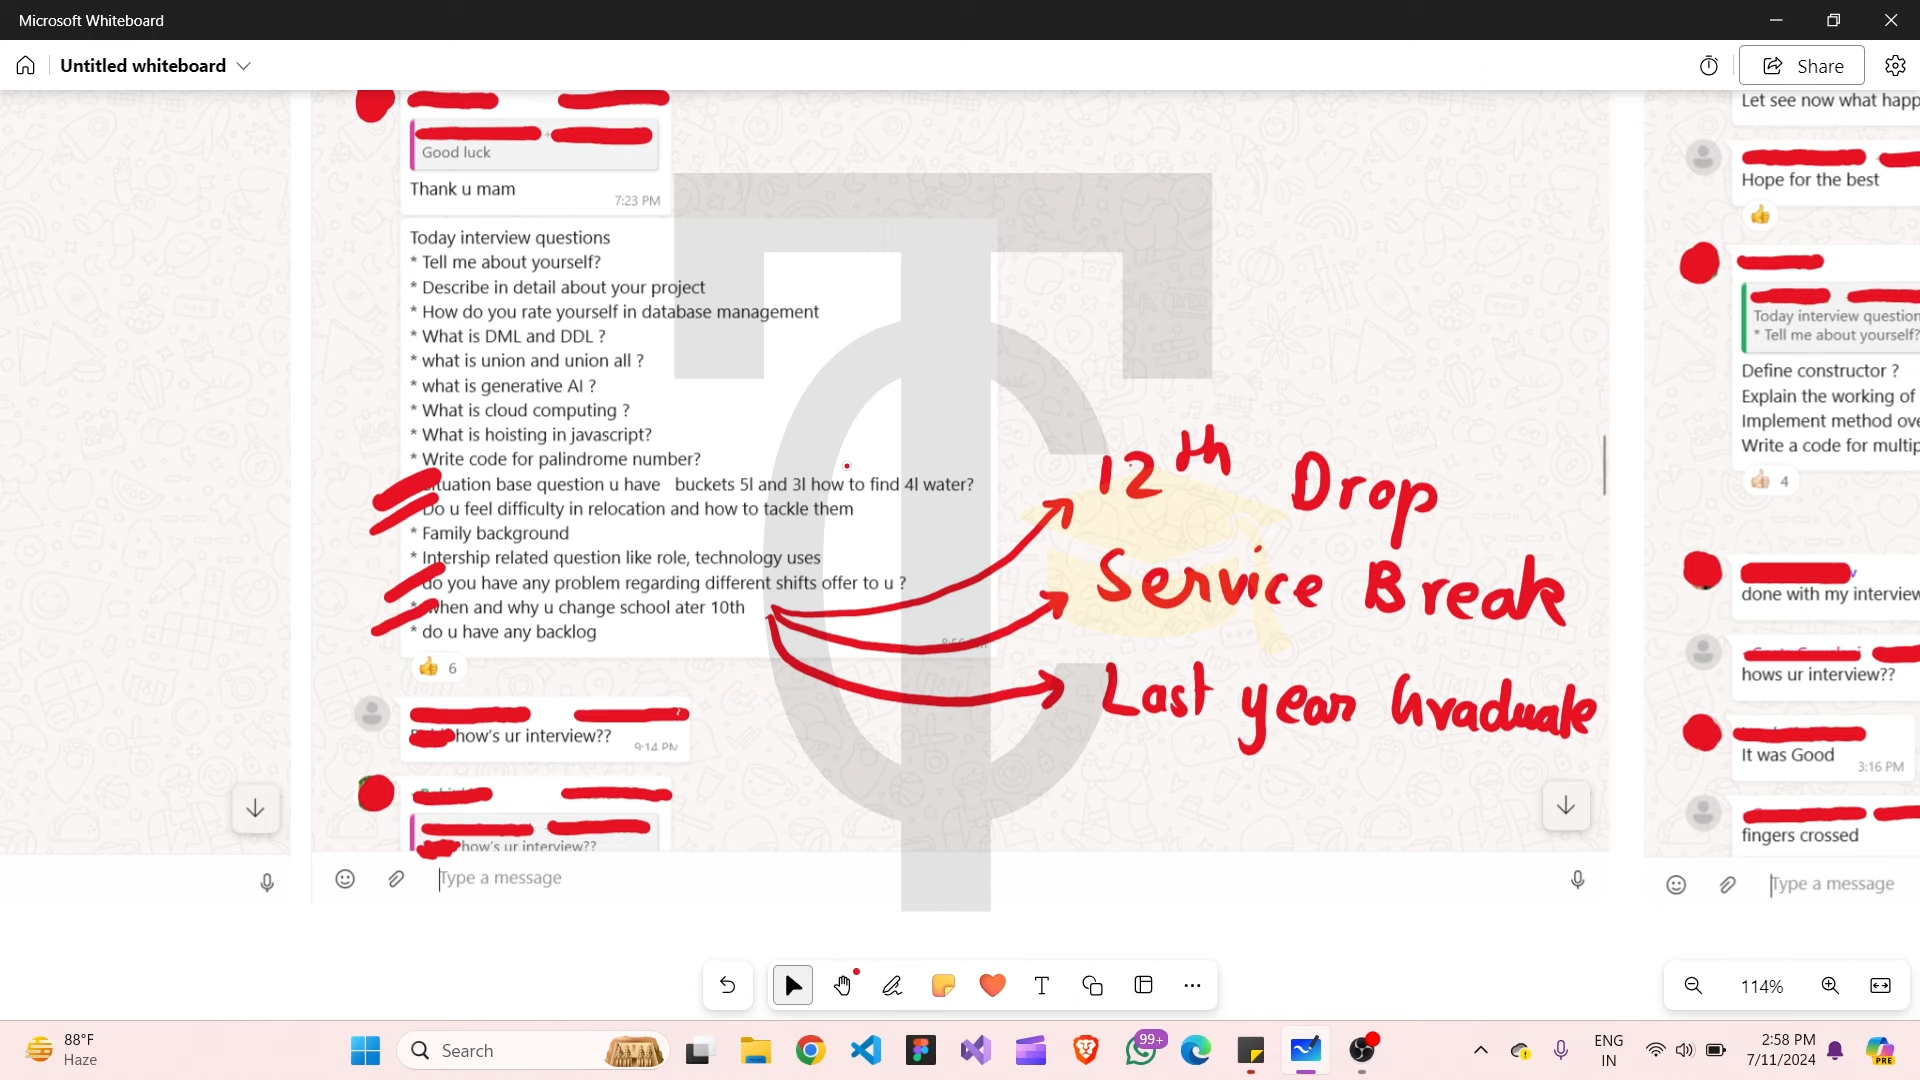 Microsoft Whiteboard
Untitled whiteboard
Share
Good luck
Thank u mam
7:23 PM
Today interview questions
* Tell me about yourself?
* Describe in detail about your project
* How do you rate yourself in database management
* What is DML and DDL ?
* what is union and union all ?
* what is generative AI ?
* What is cloud computing ?
* What is hoisting in javascript?
* Write code for palindrome number?
base question u have buckets 5l and 3l how to find 4l water?
Do u feel difficulty in relocation and how to tackle them
* Family background
* Intership related question like role, technology uses
do you have any problem regarding different shifts offer to u ?
* when and why u change school ater 10th
* do u have any backlog
6
how's ur interview??
9:14 PM
how's ur interview??
Type a message
12th Drop
Service Break
Last year Graduate
Let see now what
Hope for the best
Today interview
* Tell me about yourself?
Define constructor ?
Explain the working of
Implement method
Write a code for
4
done with my
hows ur interview??
It was Good
3:16 PM
fingers crossed
Type a message
114%
88°F
Haze
Search
99+
ENG
IN
2:58 PM
7/11/2024
PRE